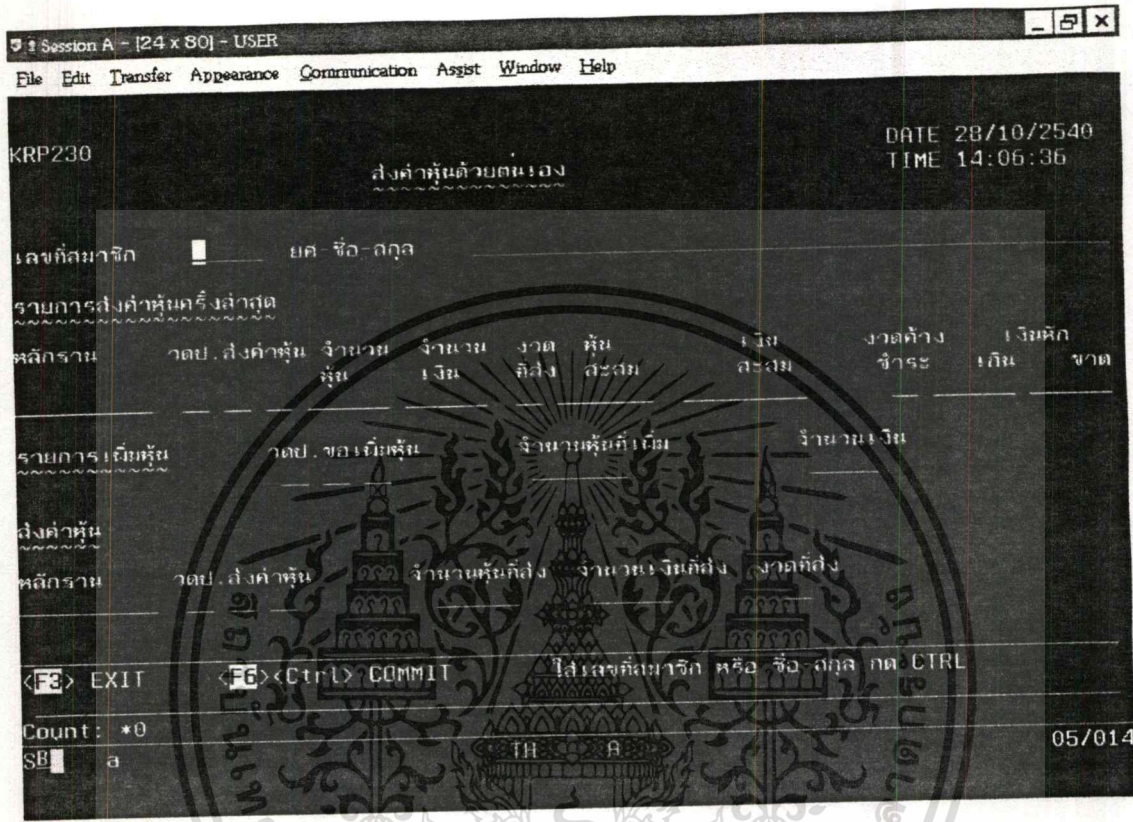 Session A - [24 x 80] - USER
File Edit Transfer Appearance Communication Assist Window Help
DATE 28/10/2540
KRP230 TIME 14:06:36
ส่งค่าหุ้นด้วยตนเอง
เลขที่สมาชิก ยศ-ชื่อ-สกุล
รายการส่งค่าหุ้นครั้งล่าสุด
หลักฐาน วดป.ส่งค่าหุ้น จำนวน จำนวน งวด หุ้น เงิน งวดค้าง เงินหัก
หุ้น เงิน ที่ส่ง สะสม สะสม ชำระ เกิน ขาด
รายการเพิ่มหุ้น วดป.ขอเพิ่มหุ้น จำนวนหุ้นที่เพิ่ม จำนวนเงิน
ส่งค่าหุ้น
หลักฐาน วดป.ส่งค่าหุ้น จำนวนหุ้นที่ส่ง จำนวนเงินที่ส่ง งวดที่ส่ง
<F3> EXIT <F6><Ctrl> COMMIT ใส่เลขที่สมาชิก หรือ ชื่อ-สกุล กด CTRL
Count: *0
SB a TH A 05/014